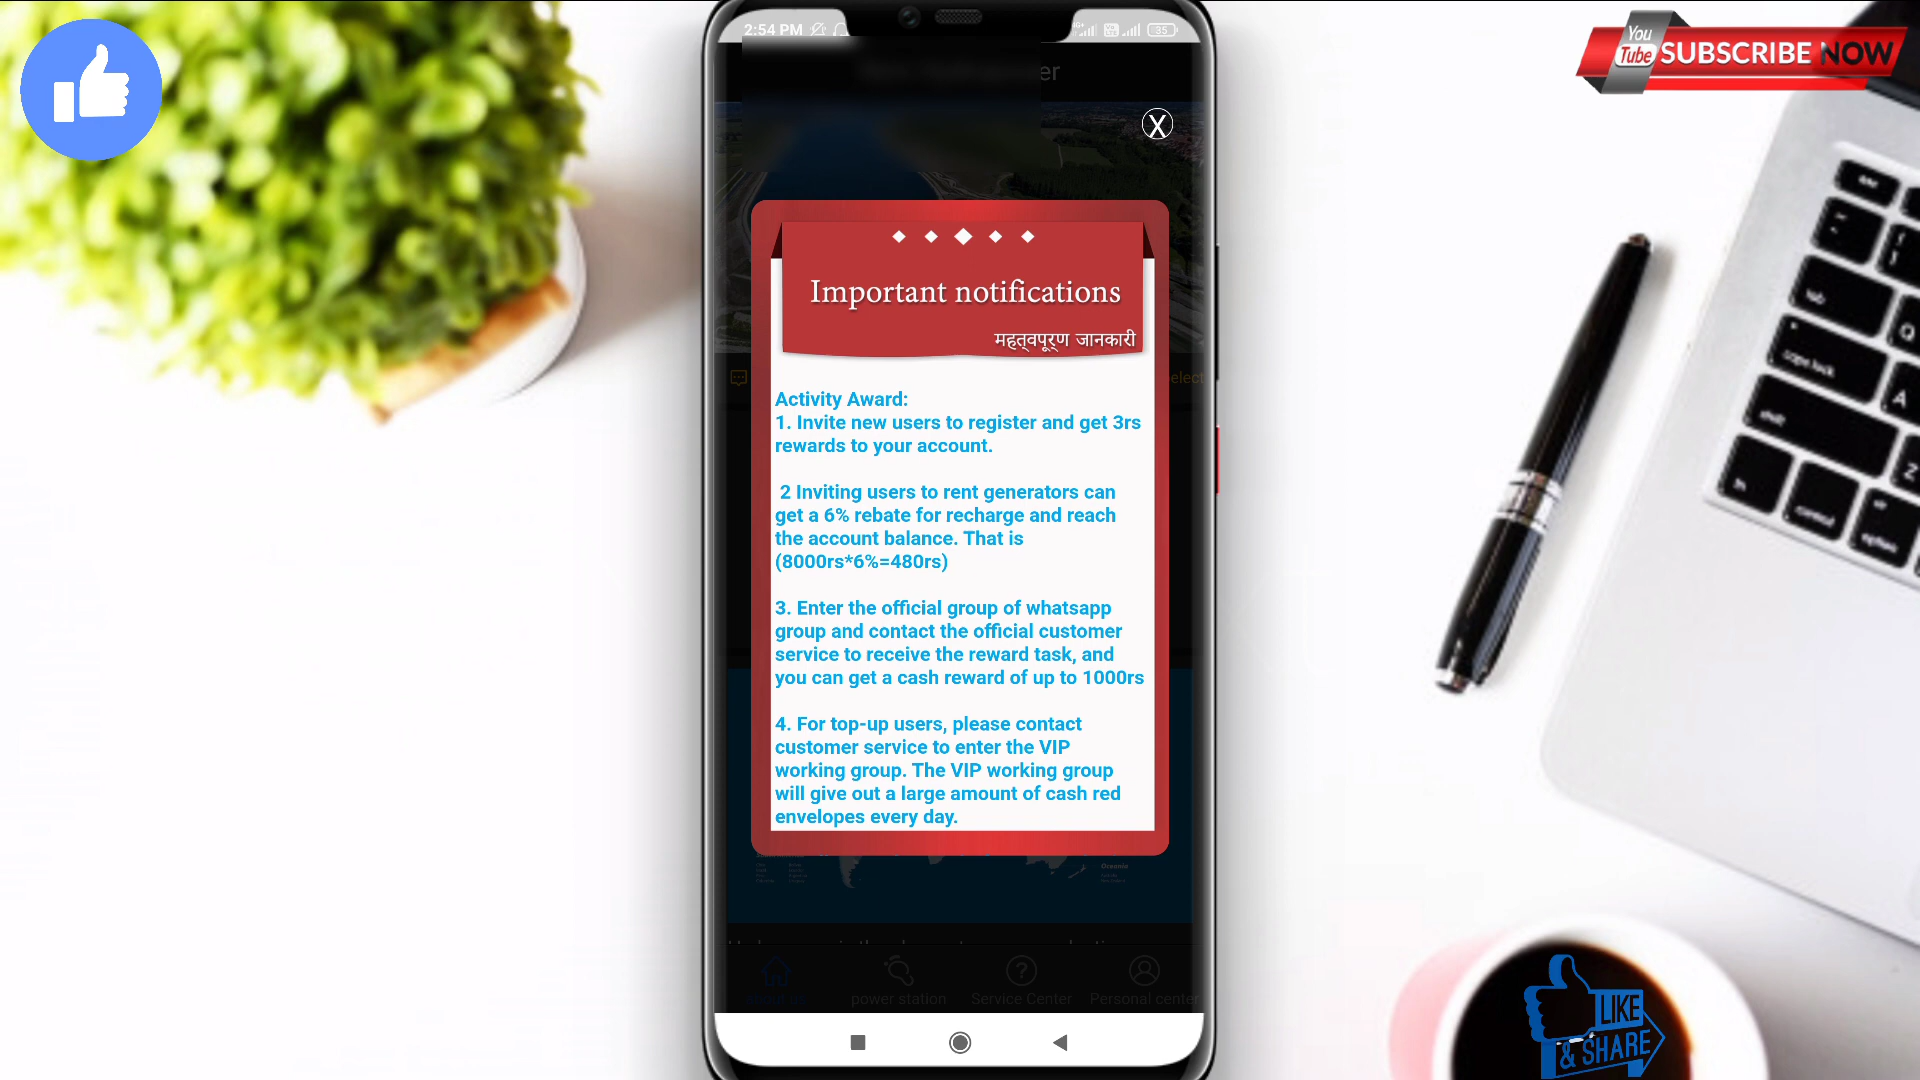 2:54 PM
35
er
You
Tube SUBSCRIBE NOW
X
Important notifications
महत्वपूर्ण जानकारी
elect
Activity Award:
1. Invite new users to register and get 3rs
rewards to your account.
2 Inviting users to rent generators can
get a 6% rebate for recharge and reach
the account balance. That is
(8000rs*6%=480rs)
3. Enter the official group of whatsapp
group and contact the official customer
service to receive the reward task, and
you can get a cash reward of up to 1000rs
4. For top-up users, please contact
customer service to enter the VIP
working group. The VIP working group
will give out a large amount of cash red
envelopes every day.
Oceania
power station
Service Center
Personal center
LIKE
& SHARE